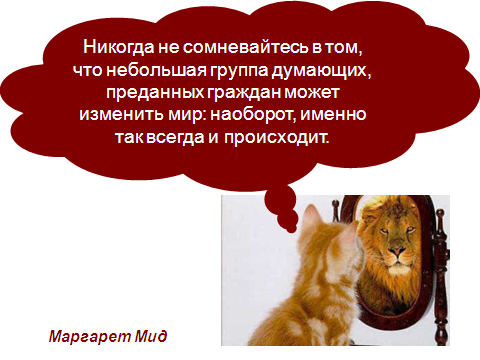 Никогда не сомневайтесь в том,
что небольшая группа думающих,
преданных граждан может
изменить мир: наоборот, именно
так всегда и происходит.
Маргарет Мид